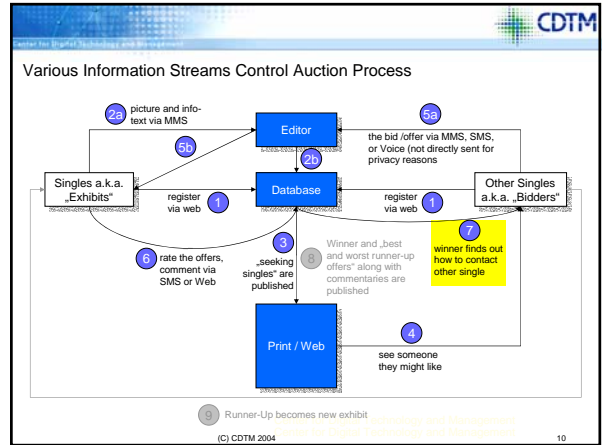 CDTM
Center for Digital Technology and Management
Various Information Streams Control Auction Process
2a
picture and info-
text via MMS
Editor
5a
the bid /offer via MMS, SMS,
or Voice (not directly sent for
privacy reasons
5b
2b
Singles a.k.a.
„Exhibits“
register
via web
1
Database
register
via web
1
Other Singles
a.k.a. „Bidders“
6
rate the offers,
comment via
SMS or Web
3
„seeking
singles“ are
published
8
Winner and „best
and worst runner-up
offers“ along with
commentaries are
published
7
winner finds out
how to contact
other single
Print / Web
4
see someone
they might like
9
Runner-Up becomes new exhibit
(C) CDTM 2004
10